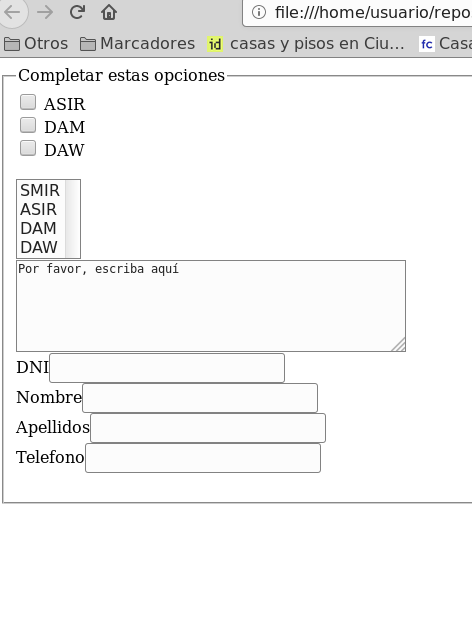 file:///home/usuario/repo
Otros Marcadores id casas y pisos en Ciu... fc Casa
Completar estas opciones
ASIR
DAM
DAW
SMIR
ASIR
DAM
DAW
Por favor, escriba aquí
DNI
Nombre
Apellidos
Telefono